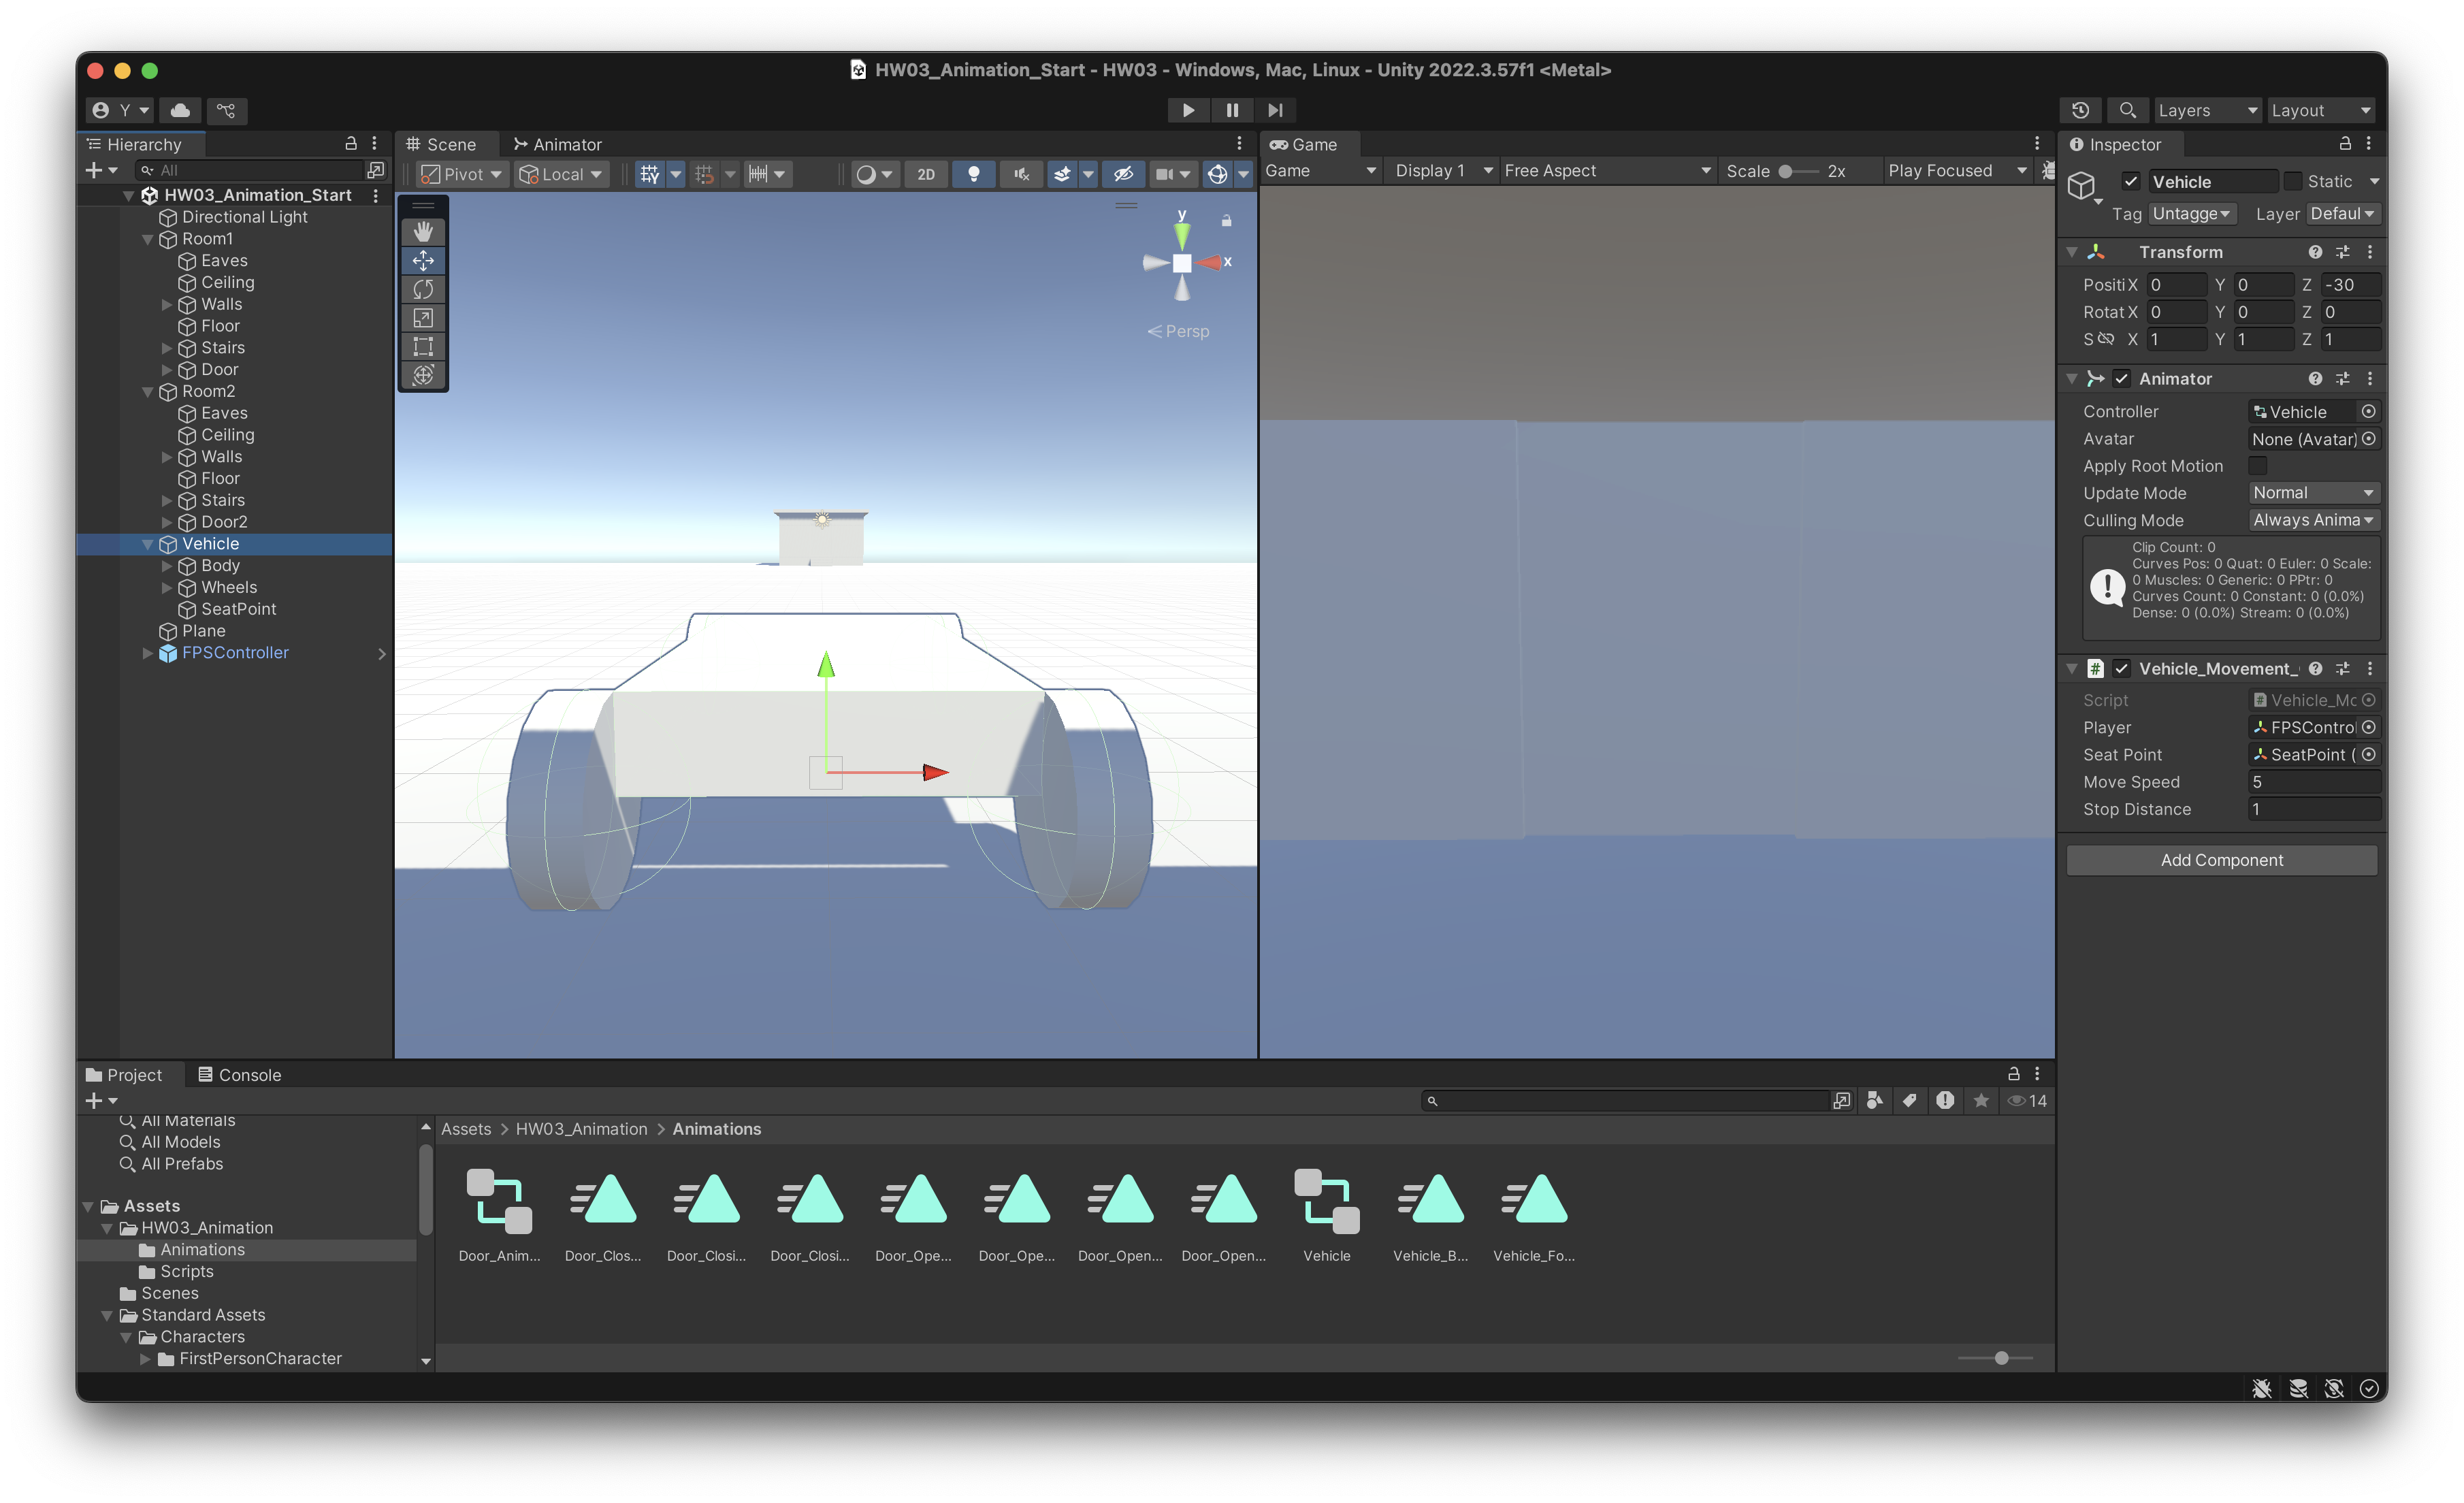 HW03_Animation_Start - HW03 - Windows, Mac, Linux - Unity 2022.3.57f1 <Metal>
Y
Layers
Layout
Hierarchy
All
HW03_Animation_Start
Directional Light
Room1
Eaves
Ceiling
Walls
Floor
Stairs
Door
Room2
Eaves
Ceiling
Walls
Floor
Stairs
Door2
Vehicle
Body
Wheels
SeatPoint
Plane
FPSController
Scene
Animator
Pivot
Local
2D
y
x
Persp
Game
Game
Display 1
Free Aspect
Scale
2x
Play Focused
Inspector
Vehicle
Static
Tag
Untagge
Layer
Defaul
Transform
Positi X 0 Y 0 Z -30
Rotat X 0 Y 0 Z 0
S X 1 Y 1 Z 1
Animator
Controller
Vehicle
Avatar
None (Avatar)
Apply Root Motion
Update Mode
Normal
Culling Mode
Always Anima
Clip Count: 0
Curves Pos: 0 Quat: 0 Euler: 0 Scale:
0 Muscles: 0 Generic: 0 PPtr: 0
Curves Count: 0 Constant: 0 (0.0%)
Dense: 0 (0.0%) Stream: 0 (0.0%)
Vehicle_Movement_
Script
Vehicle_Mc
Player
FPSContro
Seat Point
SeatPoint (
Move Speed
5
Stop Distance
1
Add Component
Project
Console
14
All Materials
All Models
All Prefabs
Assets
HW03_Animation
Animations
Scripts
Scenes
Standard Assets
Characters
FirstPersonCharacter
Assets > HW03_Animation > Animations
Door_Anim...
Door_Clos...
Door_Closi...
Door_Closi...
Door_Ope...
Door_Ope...
Door_Open...
Door_Open...
Vehicle
Vehicle_B...
Vehicle_Fo...